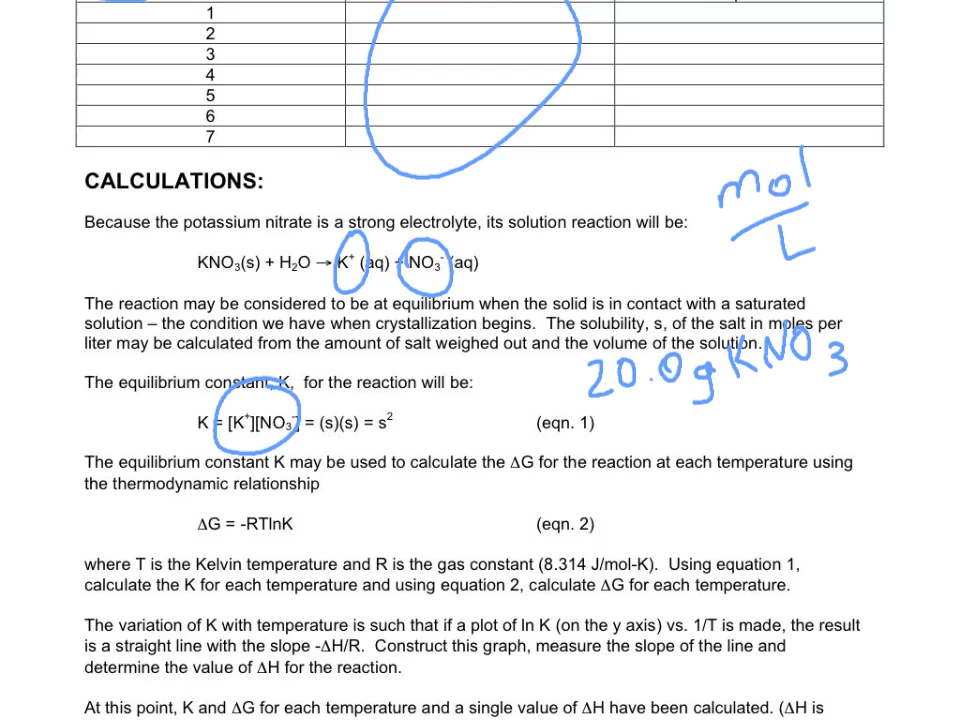 1
2
3
4
5
6
7
CALCULATIONS:
mol
L
Because the potassium nitrate is a strong electrolyte, its solution reaction will be:
KNO₃(s) + H₂O → K⁺ (aq) + NO₃⁻ (aq)
The reaction may be considered to be at equilibrium when the solid is in contact with a saturated
solution – the condition we have when crystallization begins. The solubility, s, of the salt in moles per
liter may be calculated from the amount of salt weighed out and the volume of the solution.
20.0g KNO3
The equilibrium constant, K, for the reaction will be:
K = [K⁺][NO₃⁻] = (s)(s) = s² (eqn. 1)
The equilibrium constant K may be used to calculate the ΔG for the reaction at each temperature using
the thermodynamic relationship
ΔG = -RTlnK (eqn. 2)
where T is the Kelvin temperature and R is the gas constant (8.314 J/mol-K). Using equation 1,
calculate the K for each temperature and using equation 2, calculate ΔG for each temperature.
The variation of K with temperature is such that if a plot of ln K (on the y axis) vs. 1/T is made, the result
is a straight line with the slope -ΔH/R. Construct this graph, measure the slope of the line and
determine the value of ΔH for the reaction.
At this point, K and ΔG for each temperature and a single value of ΔH have been calculated. (ΔH is